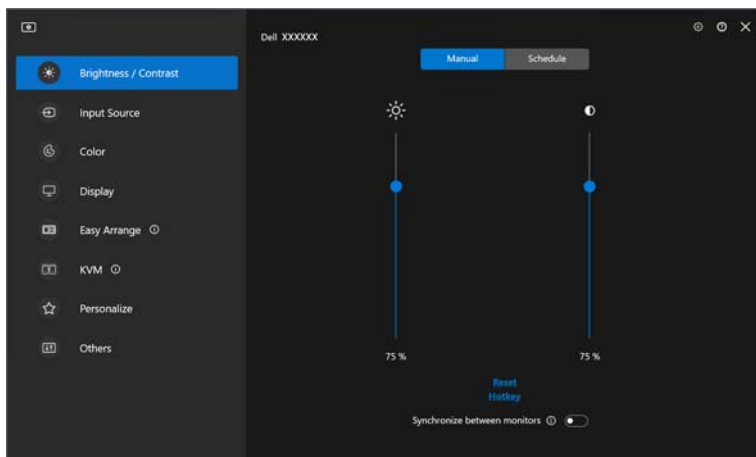 Dell XXXXXX
Manual
Schedule
Brightness / Contrast
Input Source
Color
Display
Easy Arrange
KVM
Personalize
Others
75 %
75 %
Reset
Hotkey
Synchronize between monitors